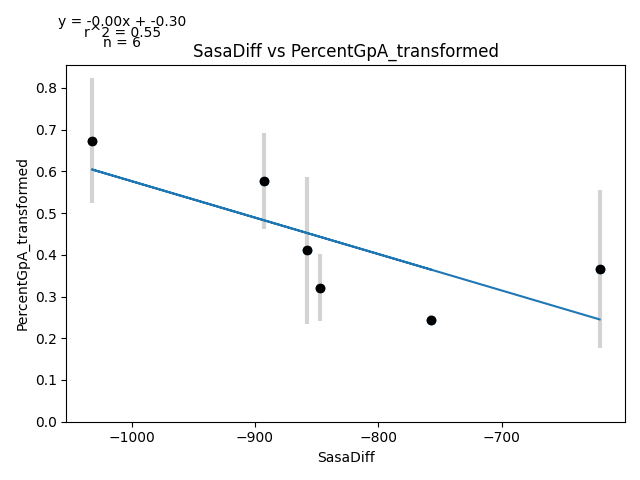 y = -0.00x + -0.30
r^2 = 0.55
n = 6
SasaDiff vs PercentGpA_transformed
0.8
0.7
0.6
0.5
0.4
0.3
0.2
0.1
0.0
PercentGpA_transformed
−1000
−900
−800
−700
SasaDiff